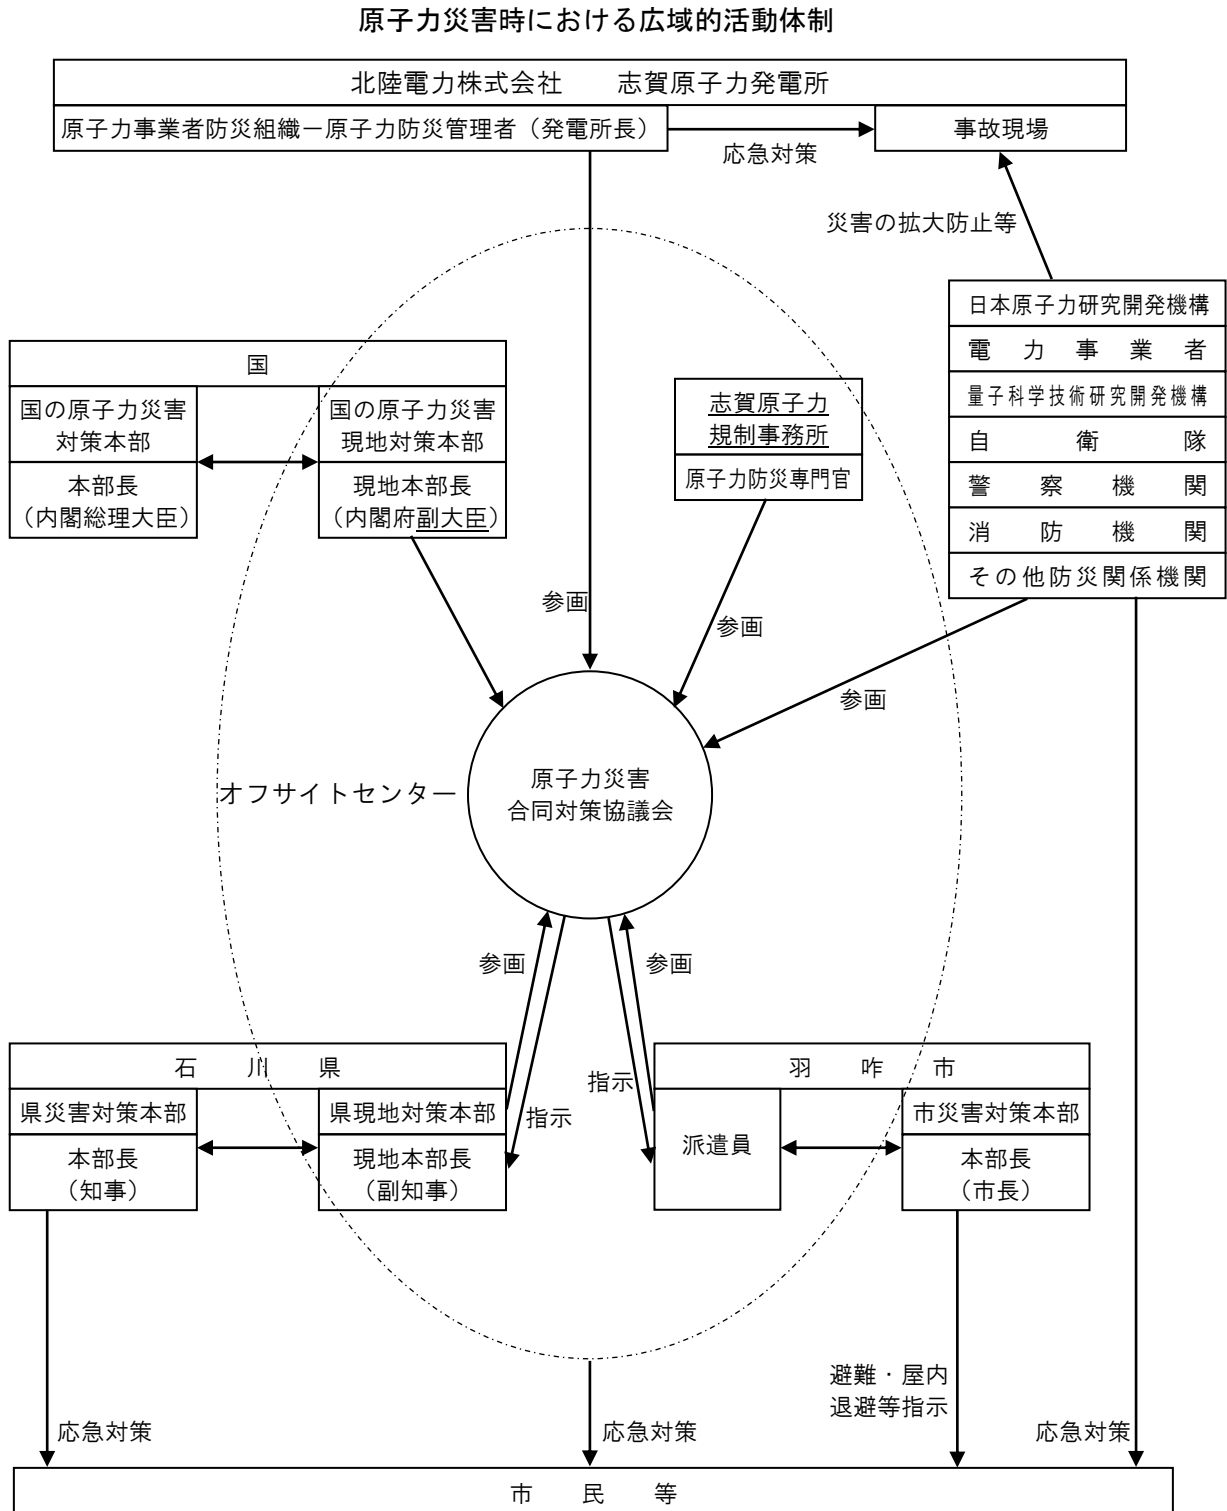 原子力災害時における広域的活動体制
北陸電力株式会社　　志賀原子力発電所
原子力事業者防災組織－原子力防災管理者（発電所長）
応急対策
事故現場
災害の拡大防止等
日本原子力研究開発機構
電力事業者
量子科学技術研究開発機構
自衛隊
警察機関
消防機関
その他防災関係機関
国
国の原子力災害
対策本部
本部長
（内閣総理大臣）
国の原子力災害
現地対策本部
現地本部長
（内閣府副大臣）
志賀原子力
規制事務所
原子力防災専門官
参画
参画
参画
オフサイトセンター
原子力災害
合同対策協議会
参画
参画
指示
指示
石川県
県災害対策本部
本部長
（知事）
県現地対策本部
現地本部長
（副知事）
羽咋市
派遣員
市災害対策本部
本部長
（市長）
応急対策
応急対策
避難・屋内
退避等指示
応急対策
市民等